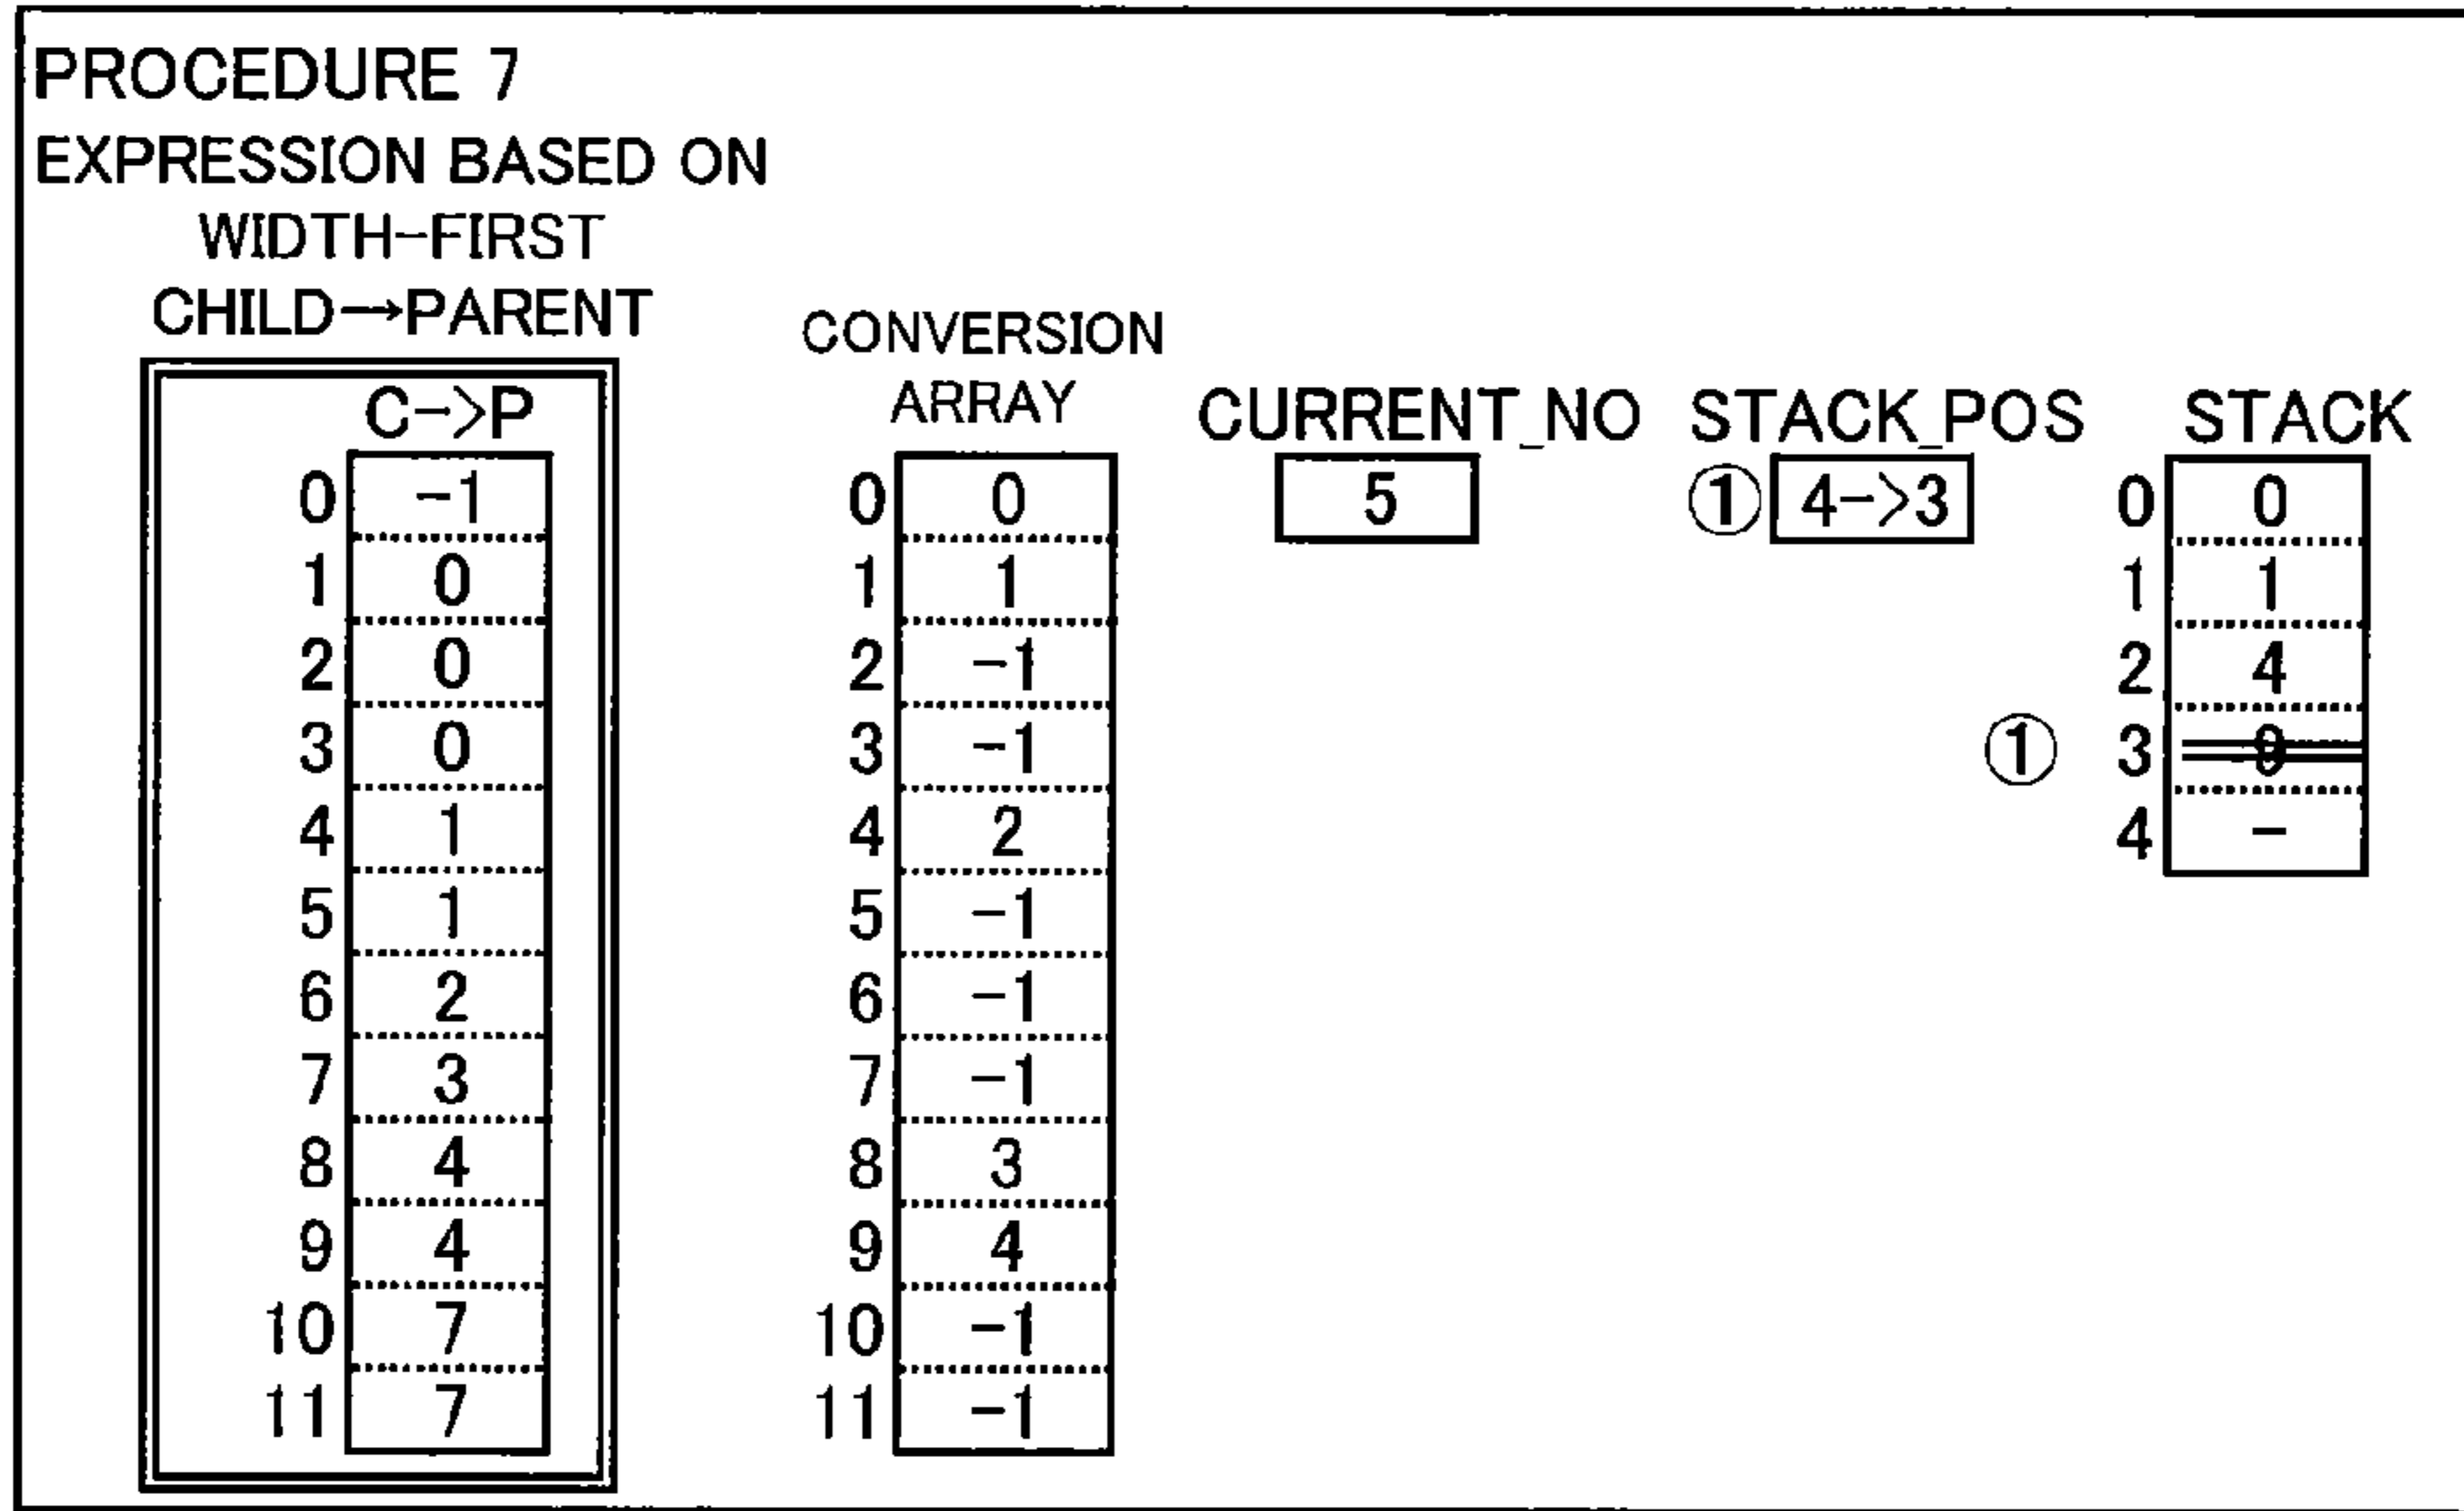 PROCEDURE 7
EXPRESSION BASED ON
WIDTH-FIRST
CHILD→PARENT
CONVERSION
ARRAY
C->P
CURRENT_NO STACK_POS STACK
0 -1 0 0 5 ① 4->3 0 0
1 0 1 1 1 1
2 0 2 -1 2 4
3 0 3 -1 ① 3 9
4 1 4 2 4 -
5 1 5 -1
6 2 6 -1
7 3 7 -1
8 4 8 3
9 4 9 4
10 7 10 -1
11 7 11 -1